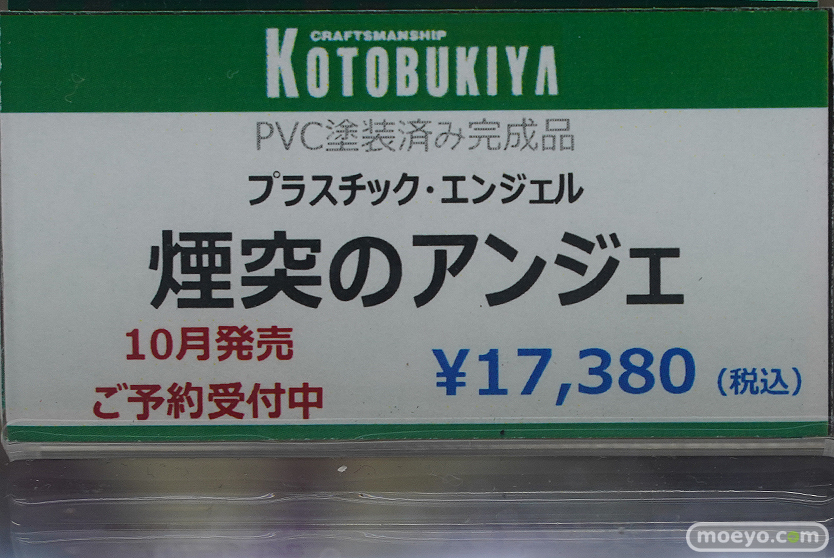 CRAFTSMANSHIP
KOTOBUKIYA
PVC塗装済み完成品
プラスチック・エンジェル
煙突のアンジェ
10月発売
ご予約受付中
¥17,380 (税込)
moeyo.com